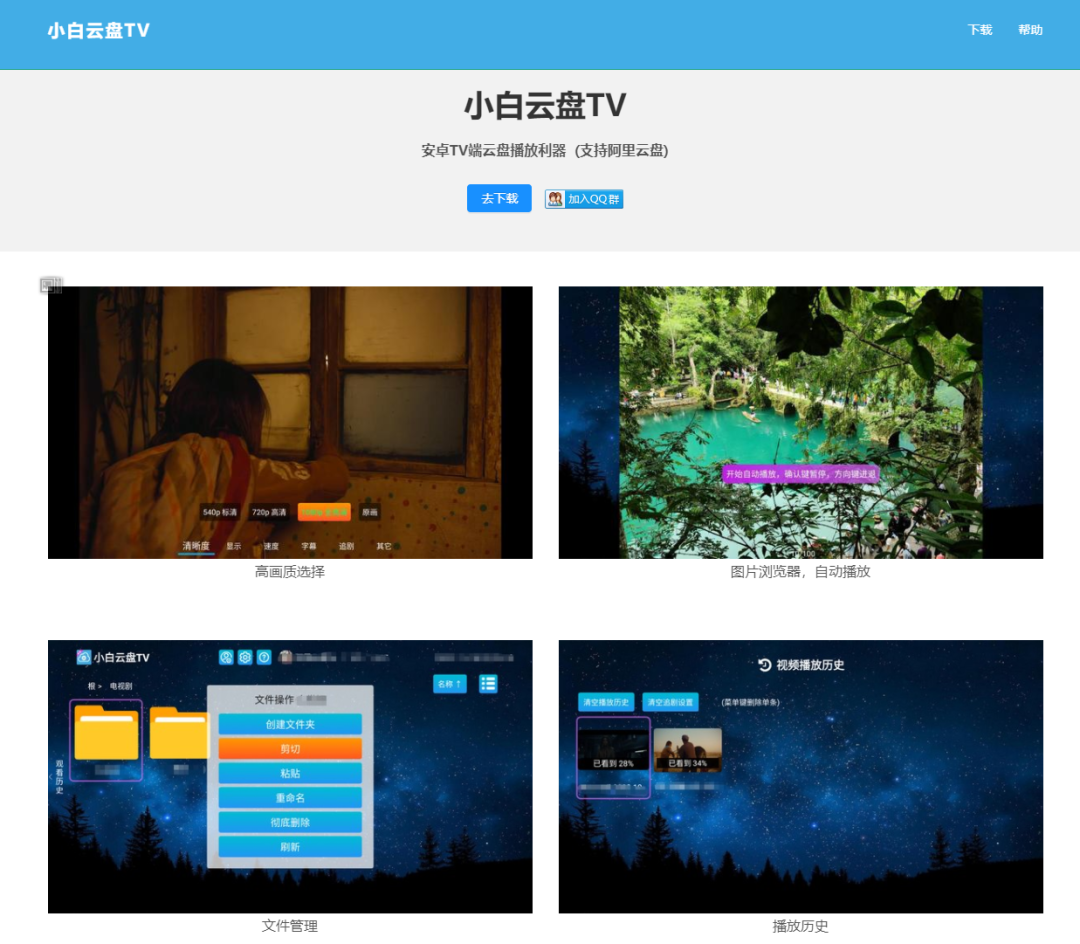 小白云盘TV
下载 帮助
小白云盘TV
安卓TV端云盘播放利器 (支持阿里云盘)
去下载 加入QQ群
540p 标清 720p 高清 原画
清晰度 显示 速度 字幕 追剧 其它
高画质选择
开始自动播放，确认键暂停，方向键进退
图片浏览器，自动播放
小白云盘TV
名称 ↑
根 > 电视剧
文件操作
创建文件夹
剪切
粘贴
重命名
彻底删除
刷新
观看历史
文件管理
视频播放历史
清空播放历史 清空追剧设置 (菜单键删除单条)
已看到 28% 已看到 34%
播放历史